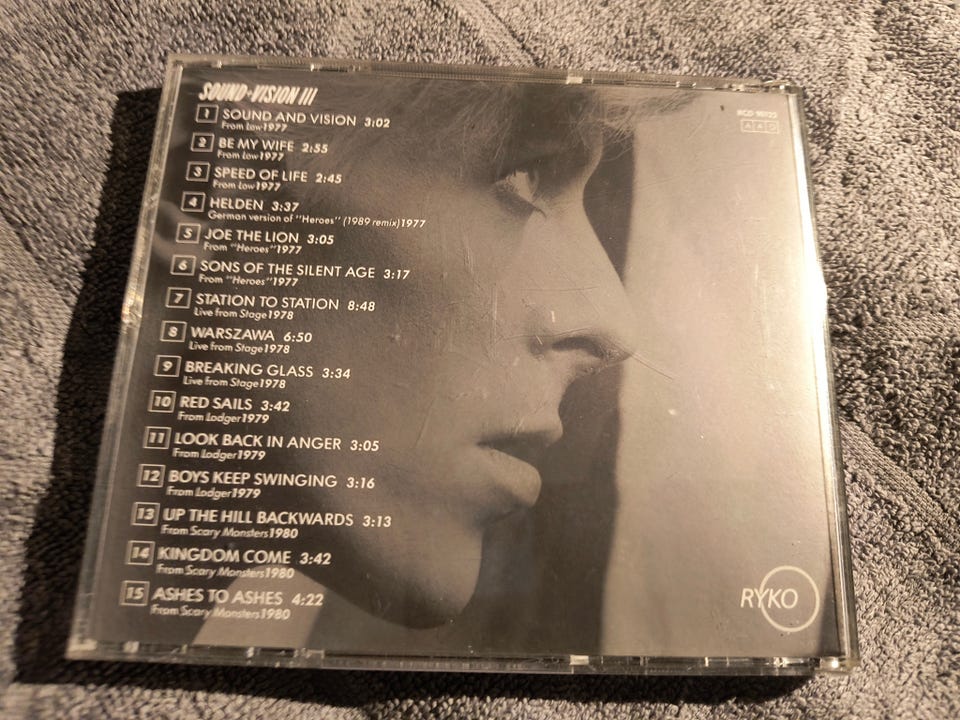 SOUND+VISION III
1 SOUND AND VISION 3:02
From Low 1977
2 BE MY WIFE 2:55
From Low 1977
3 SPEED OF LIFE 2:45
From Low 1977
4 HELDEN 3:37
German version of "Heroes" (1989 remix) 1977
5 JOE THE LION 3:05
From "Heroes" 1977
6 SONS OF THE SILENT AGE 3:17
From "Heroes" 1977
7 STATION TO STATION 8:48
Live from Stage 1978
8 WARSZAWA 6:50
Live from Stage 1978
9 BREAKING GLASS 3:34
Live from Stage 1978
10 RED SAILS 3:42
From Lodger 1979
11 LOOK BACK IN ANGER 3:05
From Lodger 1979
12 BOYS KEEP SWINGING 3:16
From Lodger 1979
13 UP THE HILL BACKWARDS 3:13
From Scary Monsters 1980
14 KINGDOM COME 3:42
From Scary Monsters 1980
15 ASHES TO ASHES 4:22
From Scary Monsters 1980
RCD
AAD
RYKO